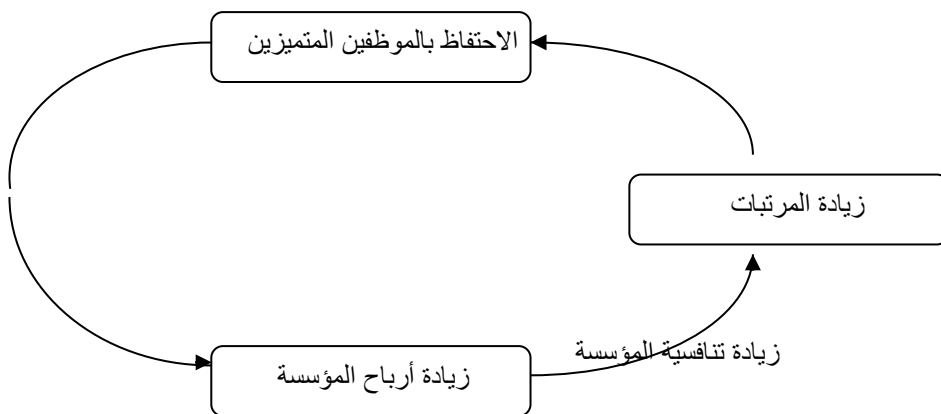 الاحتفاظ بالموظفين المتميزين
زيادة المرتبات
زيادة تنافسية المؤسسة
زيادة أرباح المؤسسة